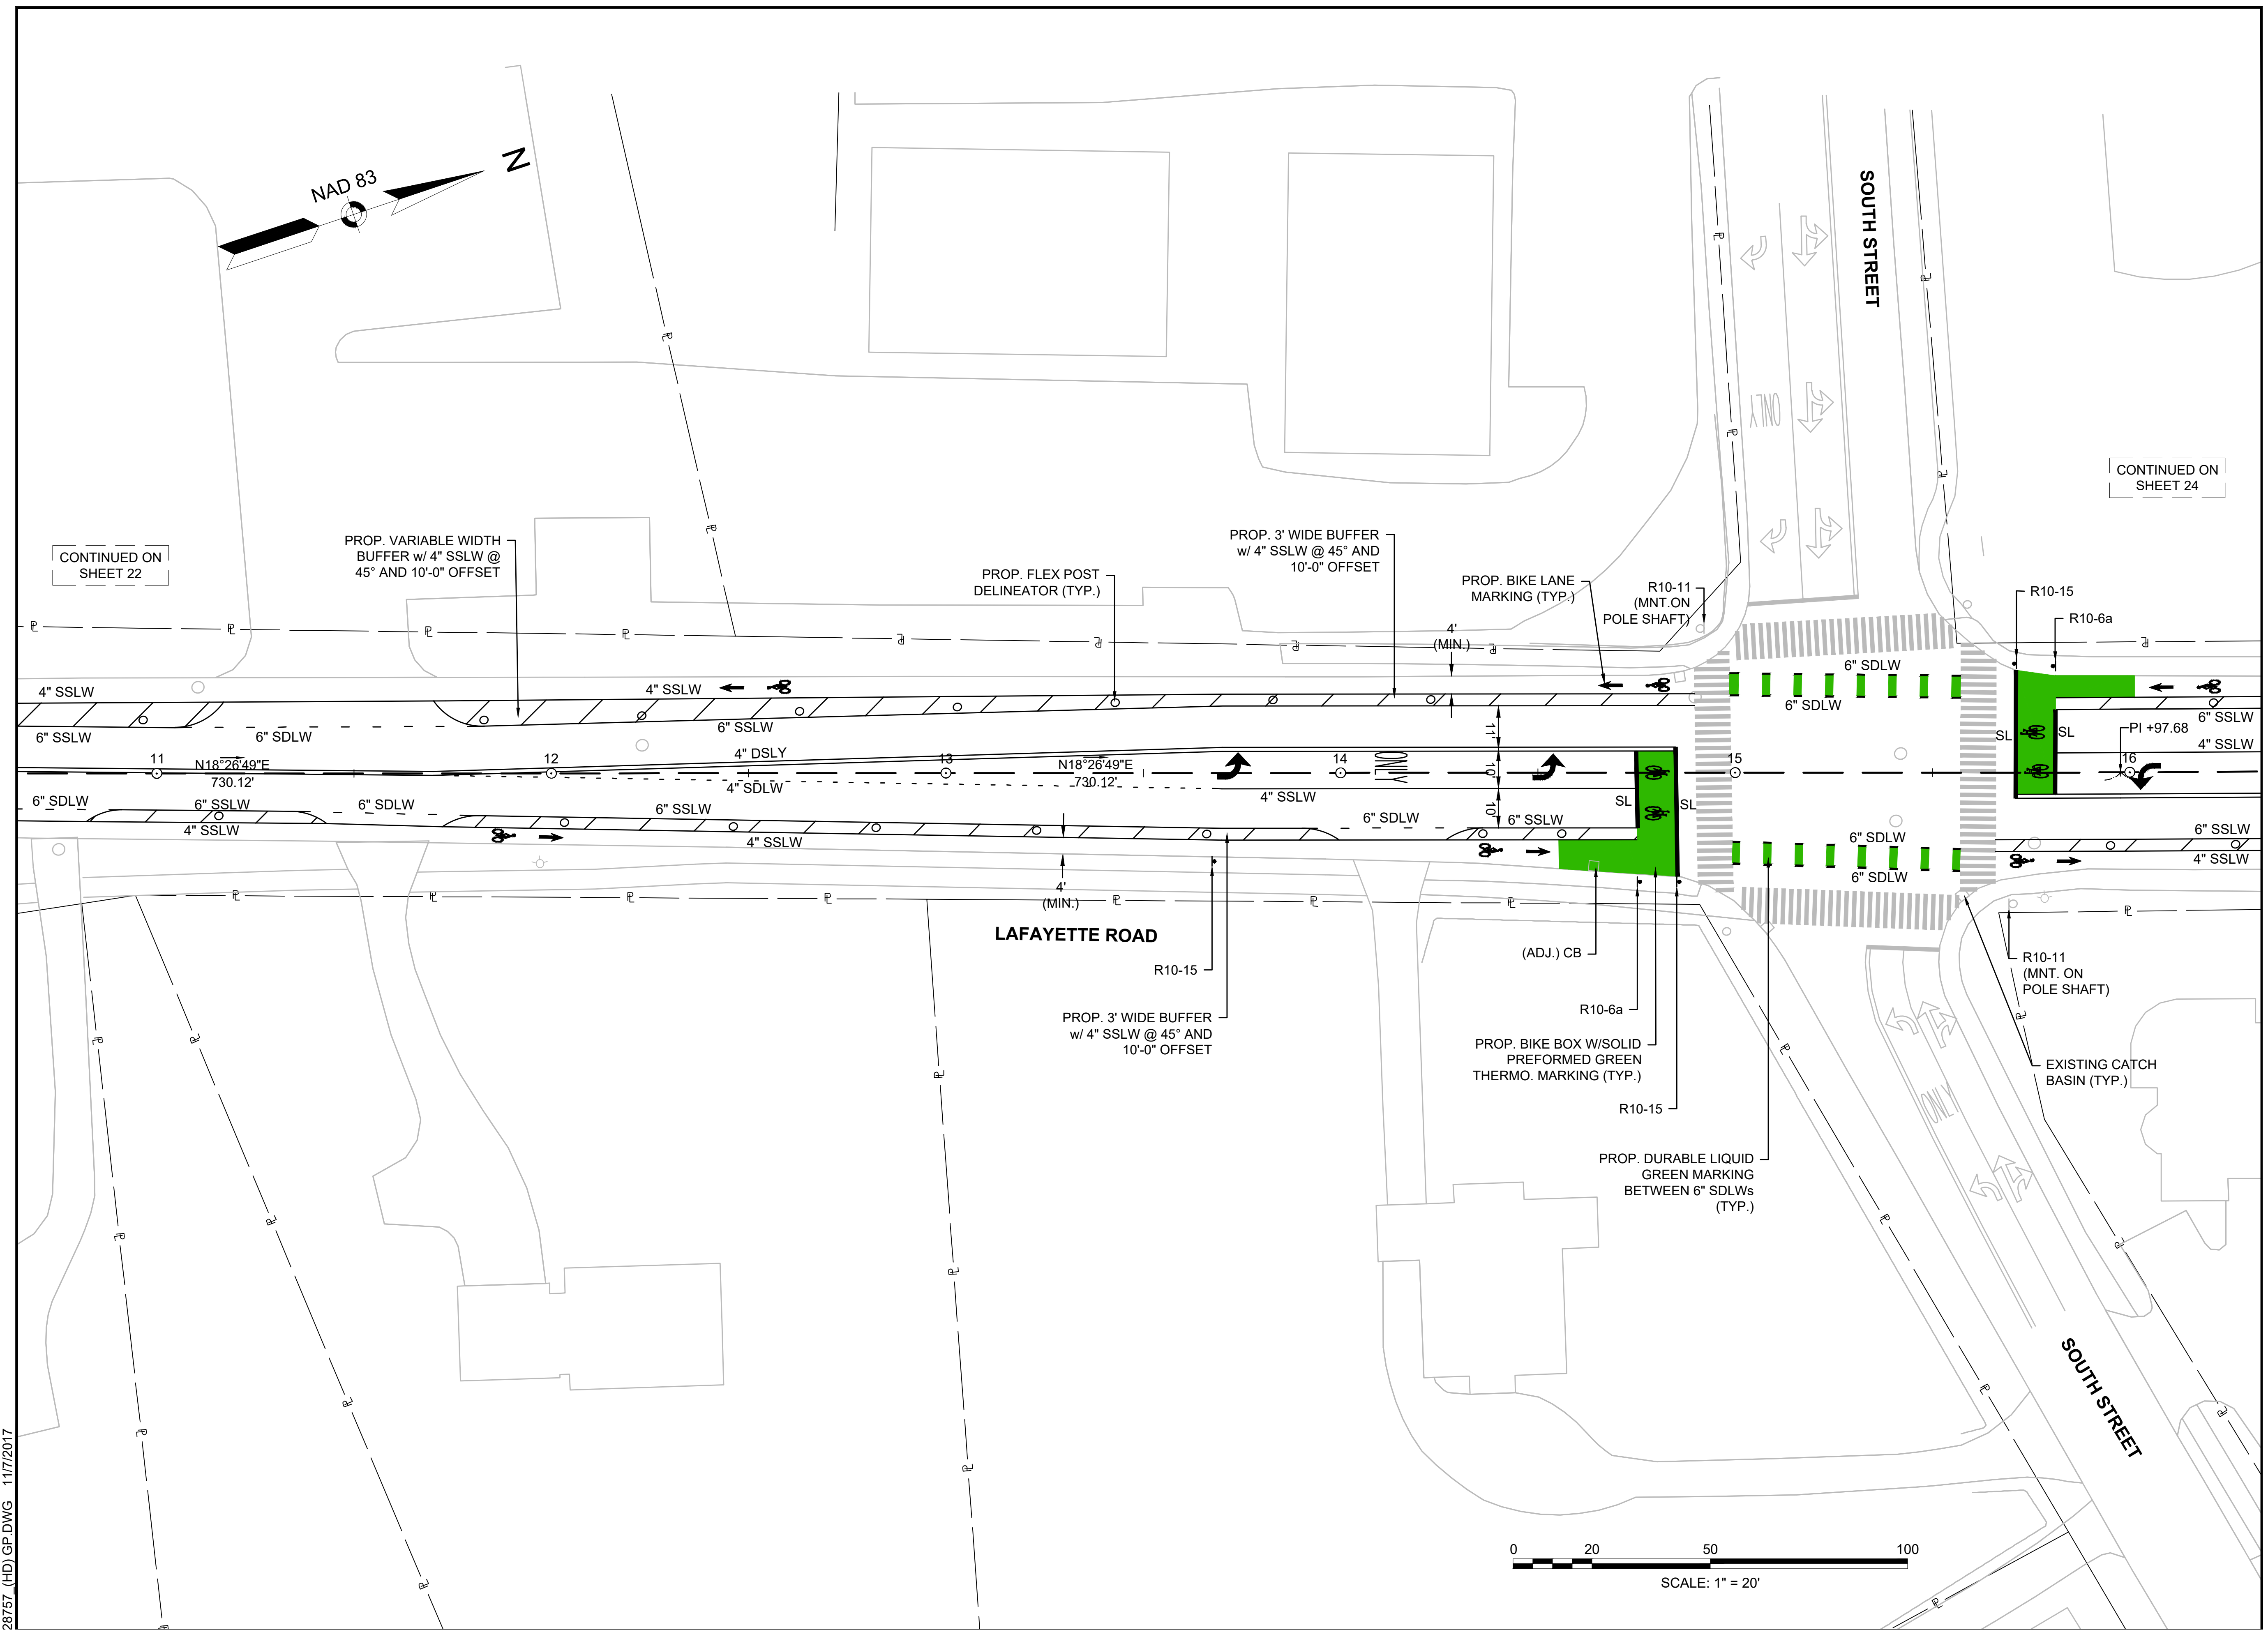 NAD 83
N
SOUTH STREET
ONLY
CONTINUED ON
SHEET 22
CONTINUED ON
SHEET 24
PROP. VARIABLE WIDTH
BUFFER w/ 4" SSLW @
45° AND 10'-0" OFFSET
PROP. FLEX POST
DELINEATOR (TYP.)
PROP. 3' WIDE BUFFER
w/ 4" SSLW @ 45° AND
10'-0" OFFSET
PROP. BIKE LANE
MARKING (TYP.)
R10-11
(MNT.ON
POLE SHAFT)
4'
(MIN.)
R10-15
R10-6a
4" SSLW
4" SSLW
6" SDLW
6" SDLW
6" SSLW
6" SDLW
6" SSLW
6" SSLW
4" SSLW
PI +97.68
SL
SL
11'
10'
10'
4" DSLY
11
12
13
14
15
16
N18°26'49"E
730.12'
N18°26'49"E
730.12'
ONLY
4" SDLW
4" SSLW
6" SDLW
6" SSLW
6" SDLW
6" SSLW
6" SDLW
6" SSLW
SL
SL
4" SSLW
4" SSLW
6" SDLW
6" SDLW
6" SSLW
4" SSLW
4'
(MIN.)
LAFAYETTE ROAD
R10-15
PROP. 3' WIDE BUFFER
w/ 4" SSLW @ 45° AND
10'-0" OFFSET
(ADJ.) CB
R10-6a
PROP. BIKE BOX W/SOLID
PREFORMED GREEN
THERMO. MARKING (TYP.)
R10-15
PROP. DURABLE LIQUID
GREEN MARKING
BETWEEN 6" SDLWs
(TYP.)
R10-11
(MNT. ON
POLE SHAFT)
EXISTING CATCH
BASIN (TYP.)
ONLY
SOUTH STREET
0 20 50 100
SCALE: 1" = 20'
28757_(HD) GP.DWG 11/7/2017